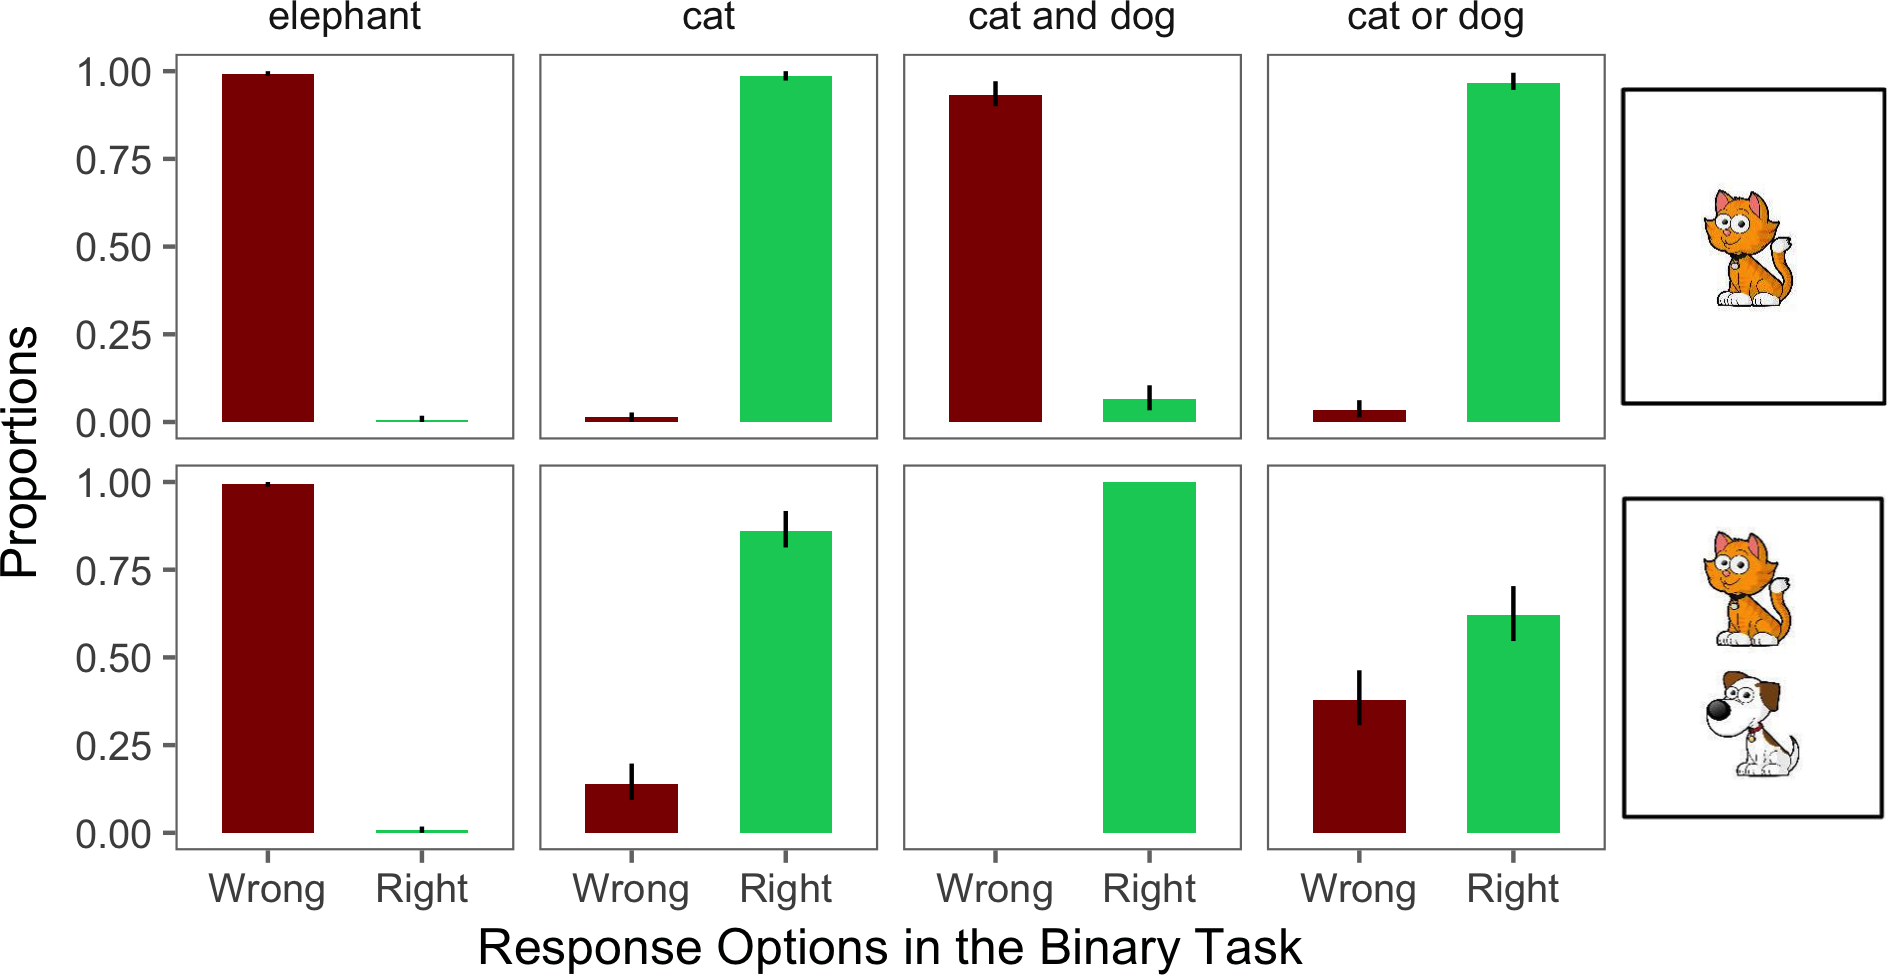 elephant cat cat and dog cat or dog
1.00
0.75
0.50
0.25
0.00
1.00
0.75
0.50
0.25
0.00
Proportions
Wrong Right Wrong Right Wrong Right Wrong Right
Response Options in the Binary Task